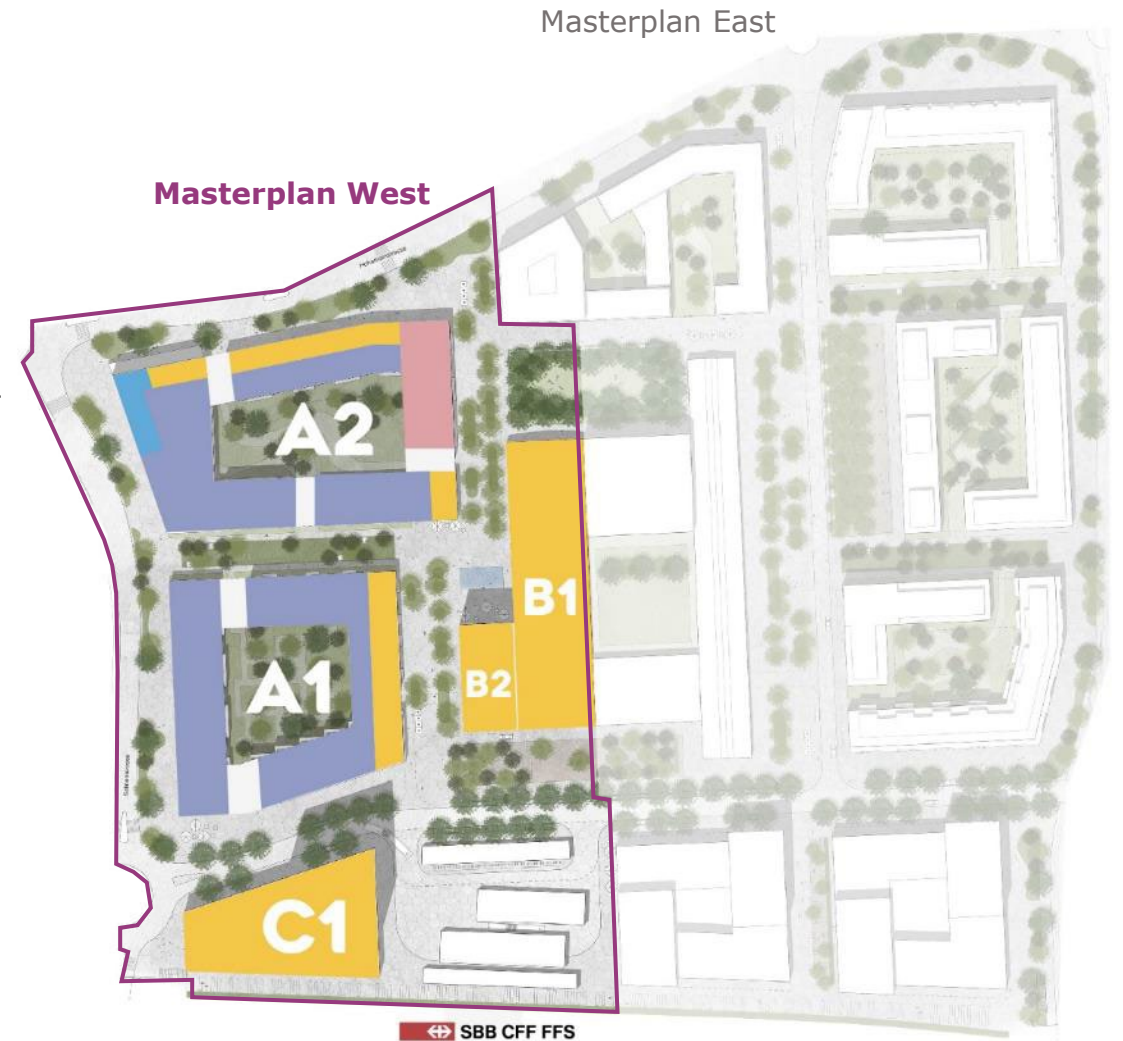 Masterplan East
Masterplan West
A2
B1
B2
A1
C1
SBB CFF FFS